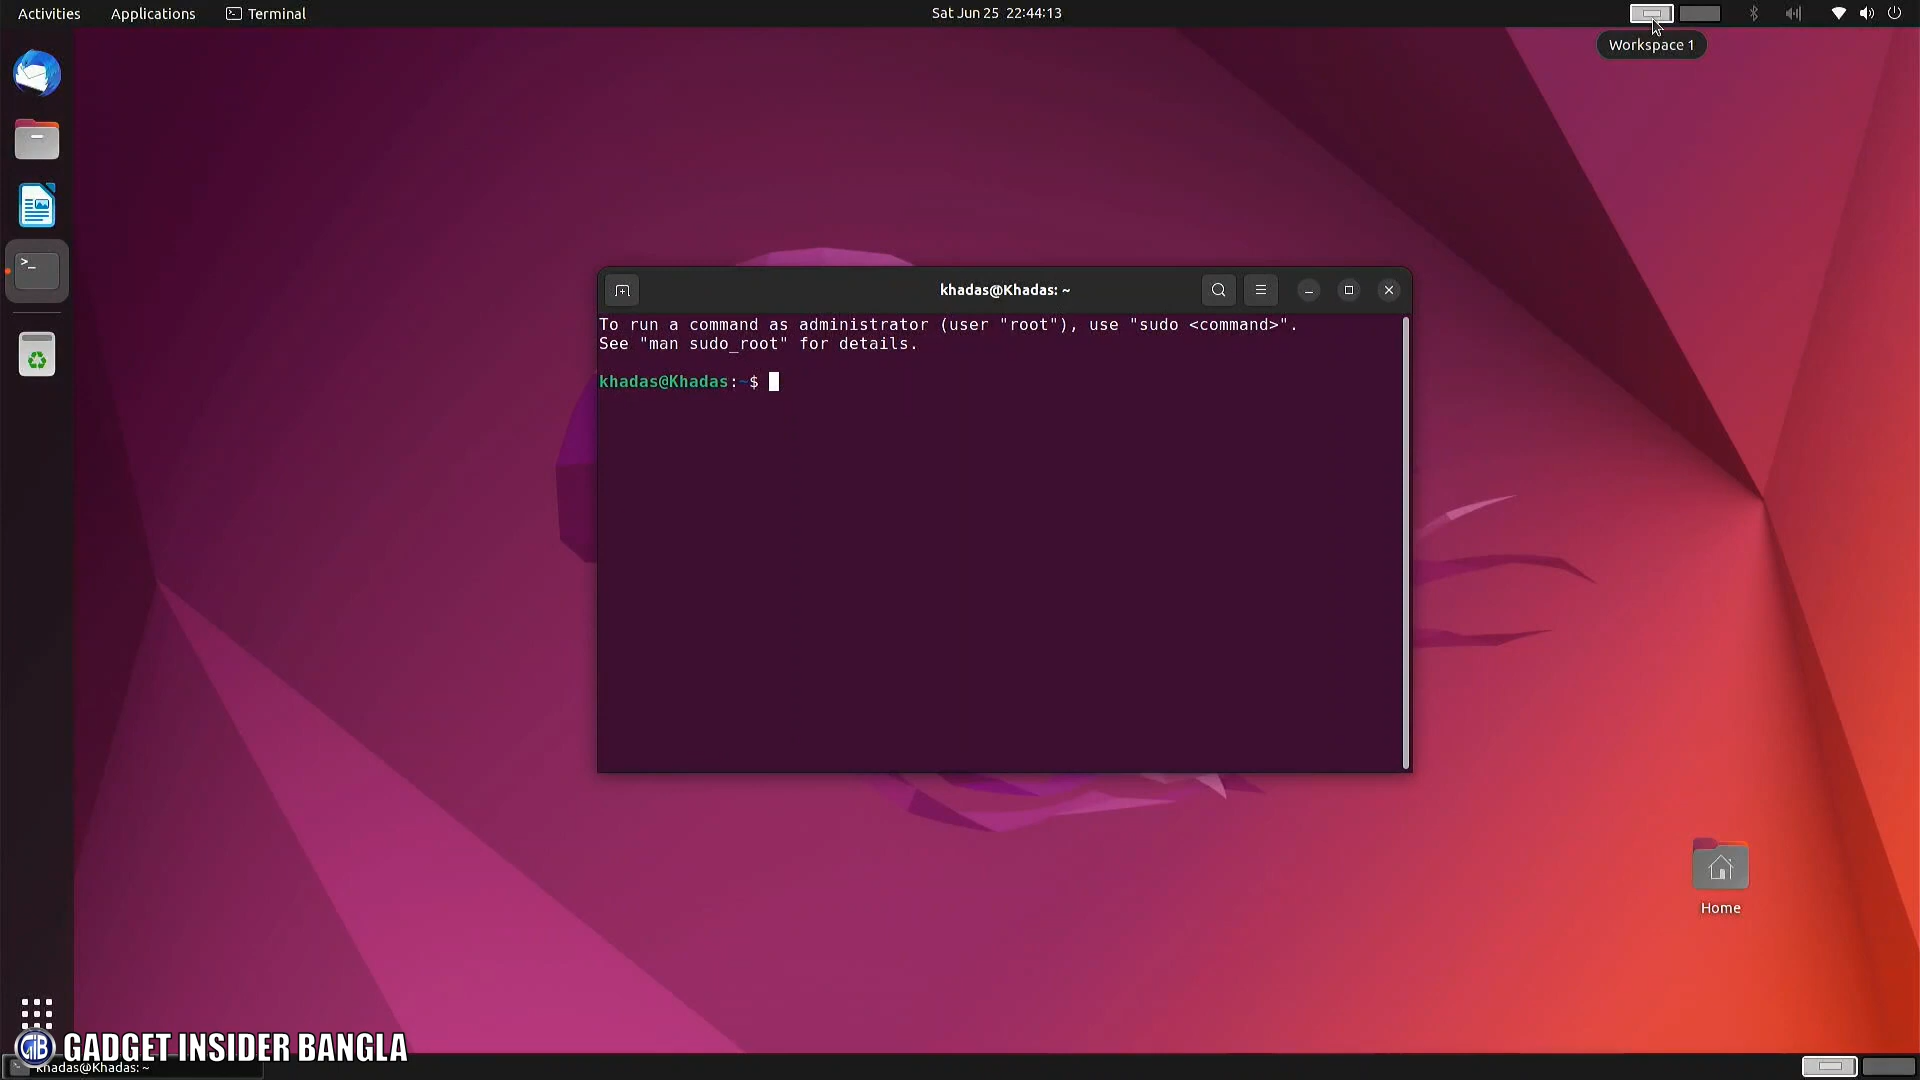 Activities Applications Terminal Sat Jun 25 22:44:13
Workspace 1
khadas@Khadas: ~
To run a command as administrator (user "root"), use "sudo <command>".
See "man sudo_root" for details.
khadas@Khadas:~$
Home
GIB GADGET INSIDER BANGLA
khadas@Khadas: ~